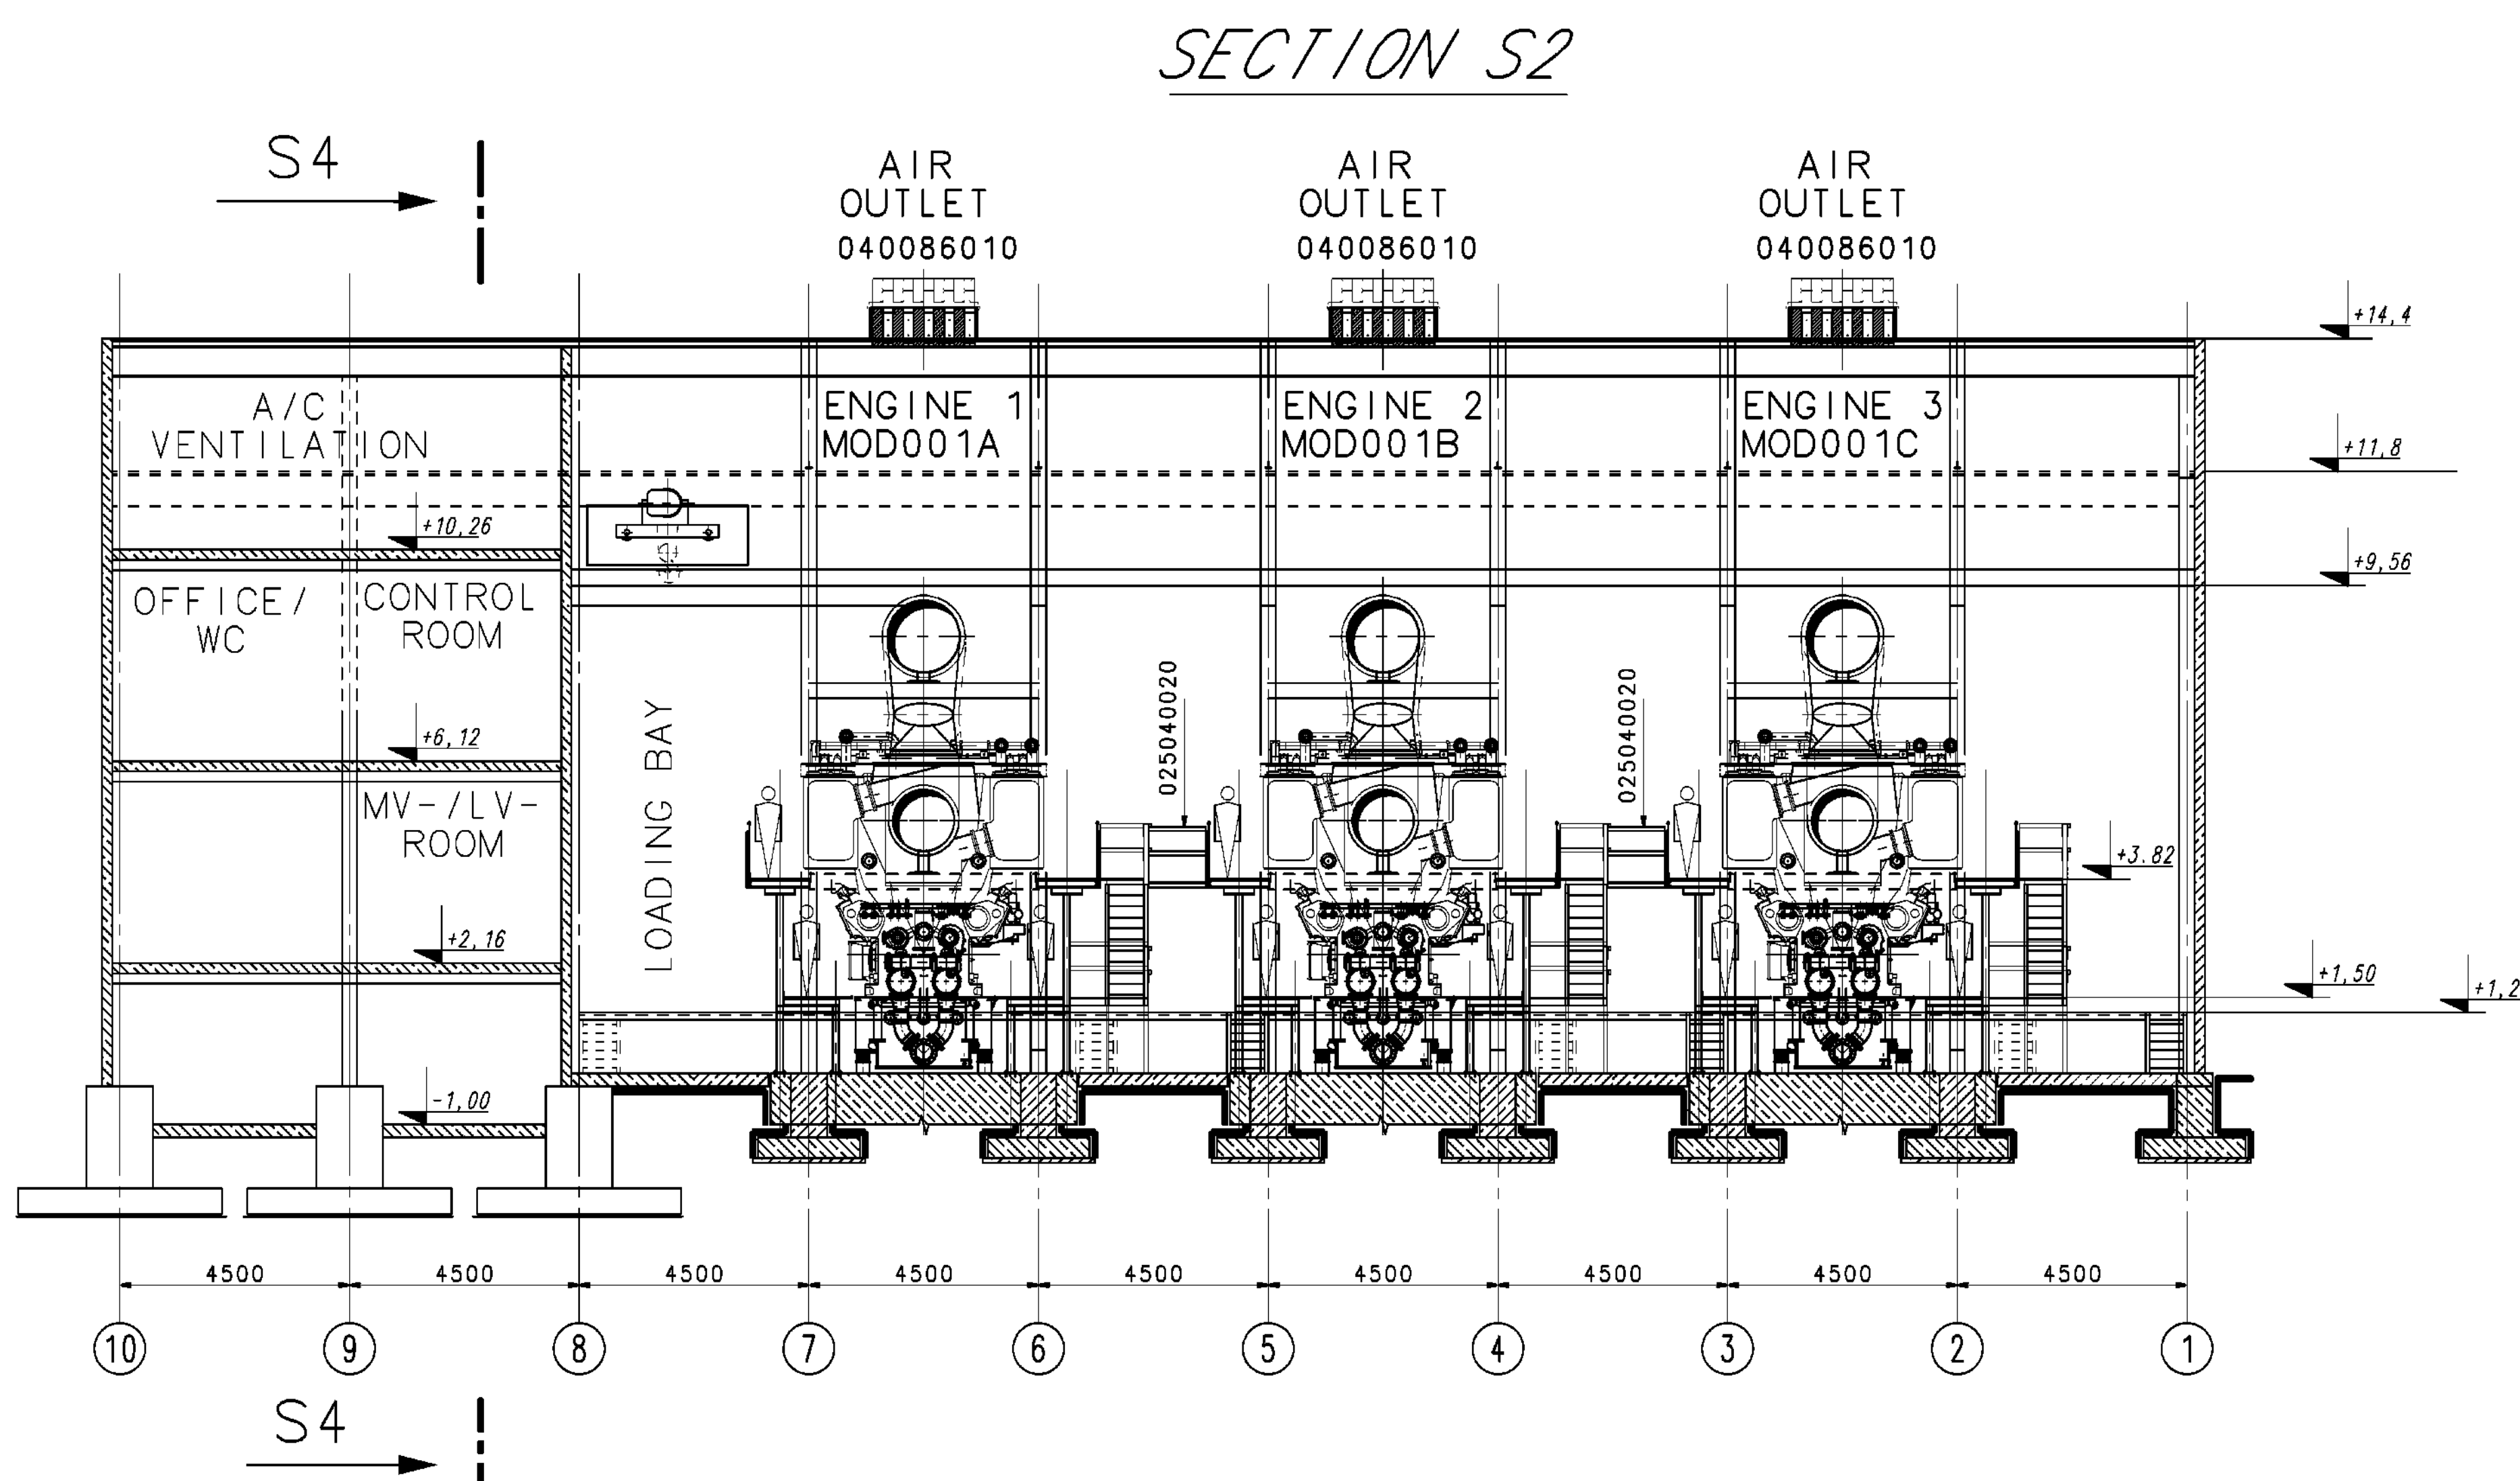 SECTION S2
S4
AIR
OUTLET
040086010
AIR
OUTLET
040086010
AIR
OUTLET
040086010
+14,4
A/C
VENTILATION
ENGINE 1
MOD001A
ENGINE 2
MOD001B
ENGINE 3
MOD001C
+11,8
+10,26
+9,56
OFFICE/
WC
CONTROL
ROOM
025040020
025040020
LOADING BAY
+6,12
MV-/LV-
ROOM
+3.82
+2,16
+1,50
+1,2
-1,00
4500
4500
4500
4500
4500
4500
4500
4500
4500
10
9
8
7
6
5
4
3
2
1
S4